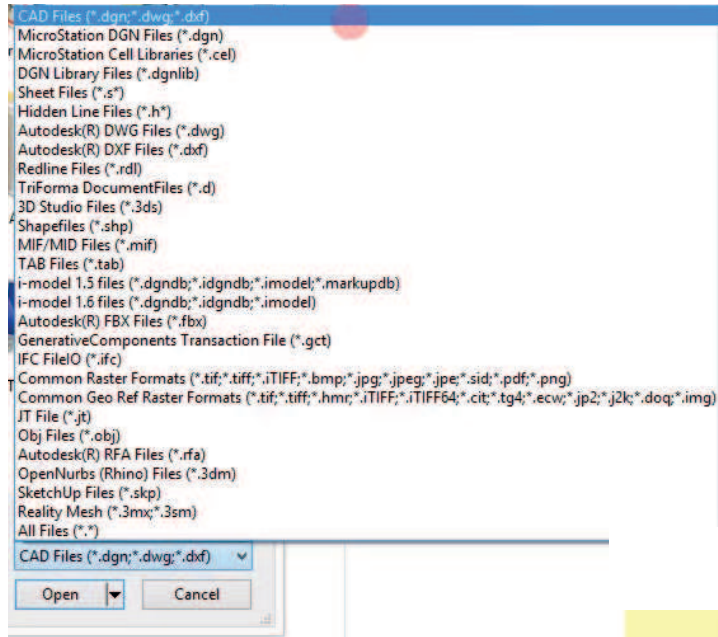 CAD Files (*.dgn;*.dwg;*.dxf)
MicroStation DGN Files (*.dgn)
MicroStation Cell Libraries (*.cel)
DGN Library Files (*.dgnlib)
Sheet Files (*.s*)
Hidden Line Files (*.h*)
Autodesk(R) DWG Files (*.dwg)
Autodesk(R) DXF Files (*.dxf)
Redline Files (*.rdl)
TriForma DocumentFiles (*.d)
3D Studio Files (*.3ds)
Shapefiles (*.shp)
MIF/MID Files (*.mif)
TAB Files (*.tab)
i-model 1.5 files (*.dgndb;*.idgndb;*.imodel;*.markupdb)
i-model 1.6 files (*.dgndb;*.idgndb;*.imodel)
Autodesk(R) FBX Files (*.fbx)
GenerativeComponents Transaction File (*.gct)
IFC FileIO (*.ifc)
Common Raster Formats (*.tif;*.tiff;*.iTIFF;*.bmp;*.jpg;*.jpeg;*.jpe;*.sid;*.pdf;*.png)
Common Geo Ref Raster Formats (*.tif;*.tiff;*.hmr;*.iTIFF;*.iTIFF64;*.cit;*.tg4;*.ecw;*.jp2;*.j2k;*.doq;*.img)
JT File (*.jt)
Obj Files (*.obj)
Autodesk(R) RFA Files (*.rfa)
OpenNurbs (Rhino) Files (*.3dm)
SketchUp Files (*.skp)
Reality Mesh (*.3mx;*.3sm)
All Files (*.*)
CAD Files (*.dgn;*.dwg;*.dxf)
Open Cancel